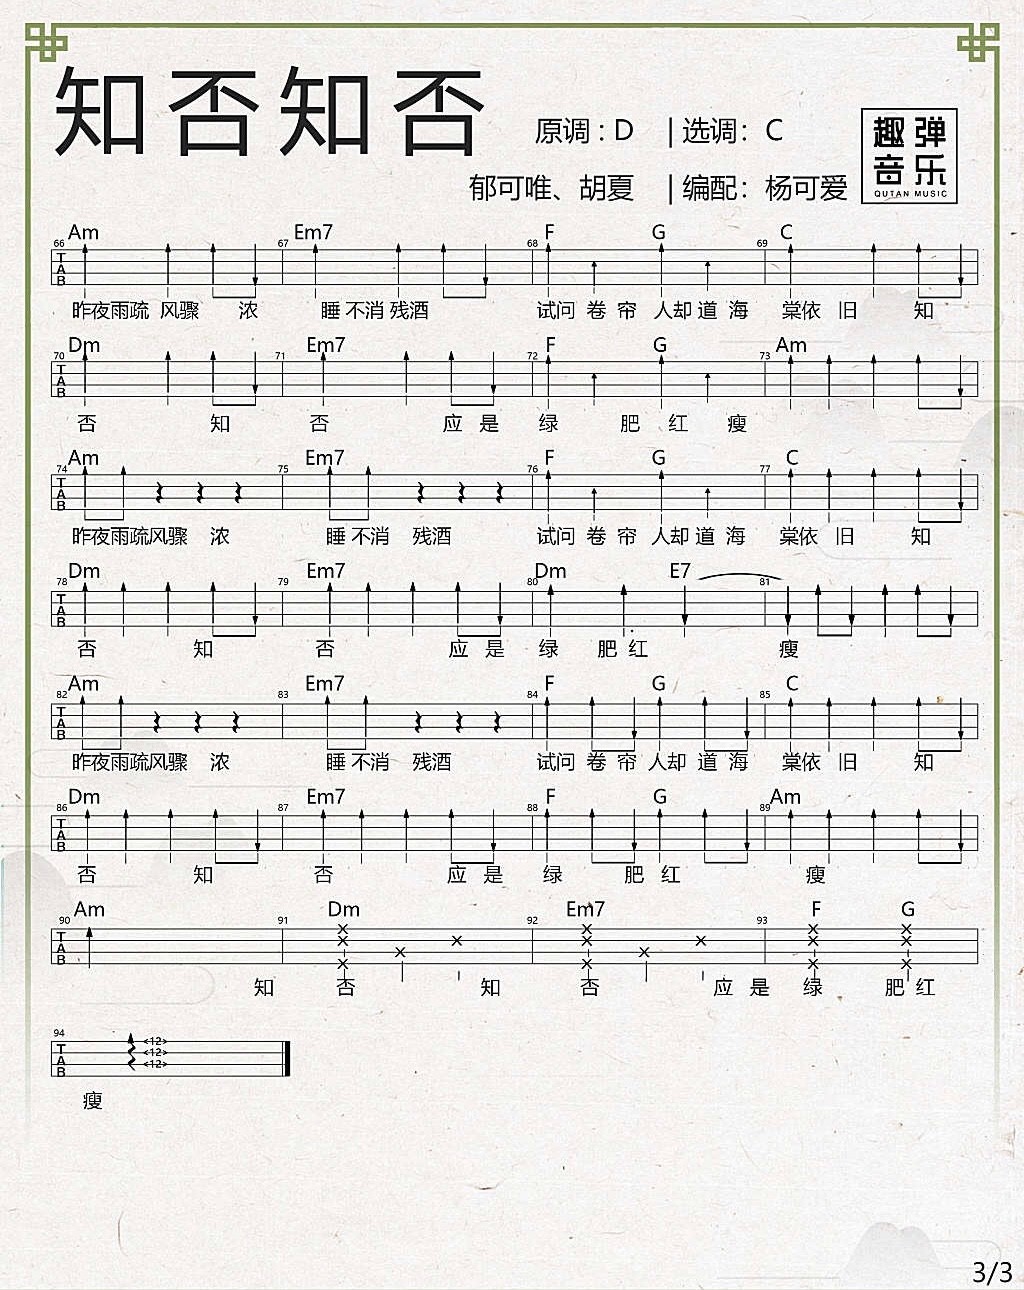 知否知否
原调：D | 选调：C
郁可唯、胡夏 | 编配：杨可爱
趣弹音乐
QUTAN MUSIC
Am Em7 F G C
66 67 68 69
TAB
昨夜雨疏 风骤 浓 睡 不消 残酒 试问 卷 帘 人却 道 海 棠依 旧 知
Dm Em7 F G Am
70 71 72 73
TAB
否 知 否 应 是 绿 肥 红 瘦
Am Em7 F G C
74 75 76 77
TAB
昨夜雨疏风骤 浓 睡 不消 残酒 试问 卷 帘 人却 道 海 棠依 旧 知
Dm Em7 Dm E7
78 79 80 81
TAB
否 知 否 应 是 绿 肥 红 瘦
Am Em7 F G C
82 83 84 85
TAB
昨夜雨疏风骤 浓 睡 不消 残酒 试问 卷 帘 人却 道 海 棠依 旧 知
Dm Em7 F G Am
86 87 88 89
TAB
否 知 否 应 是 绿 肥 红 瘦
Am Dm Em7 F G
90 91 92 93
TAB
知 否 知 否 应 是 绿 肥 红
94
TAB
<12>
<12>
<12>
瘦
3/3